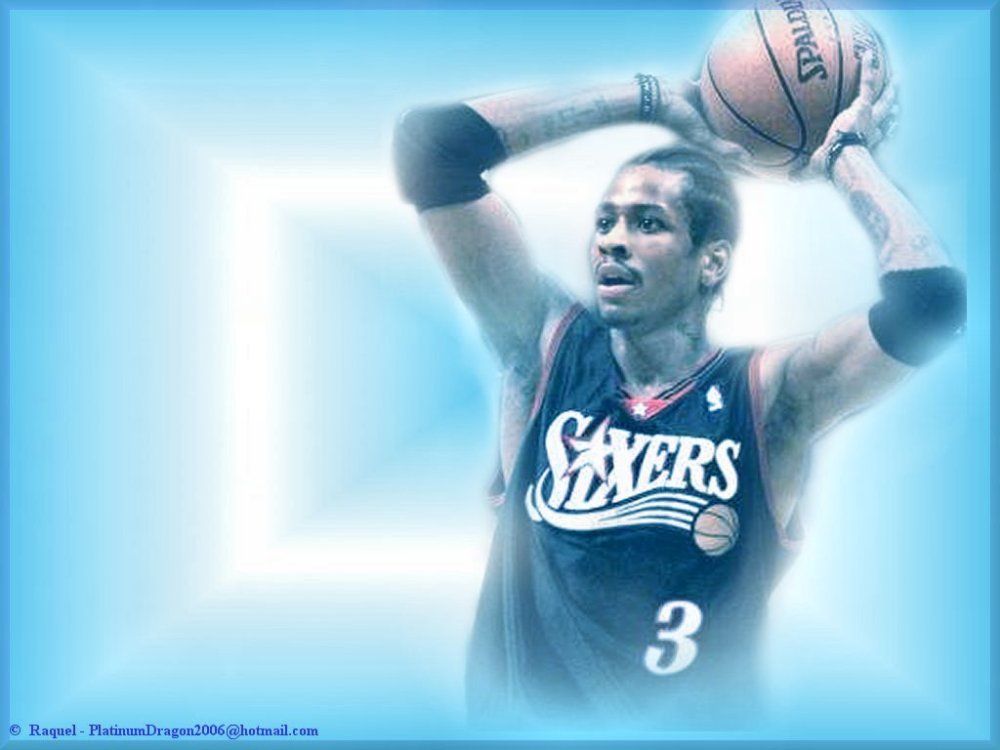 SPALDING
SIXERS
3
© Raquel - PlatinumDragon2006@hotmail.com